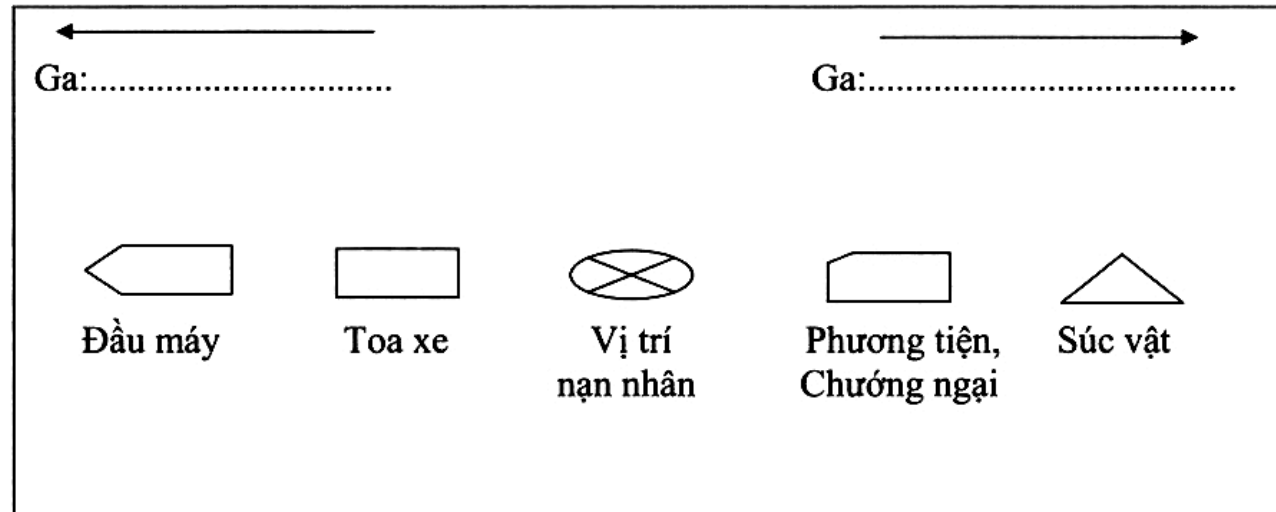 Ga:............................... Ga:.......................................
Đầu máy Toa xe Vị trí Phương tiện, Súc vật
nạn nhân Chướng ngại